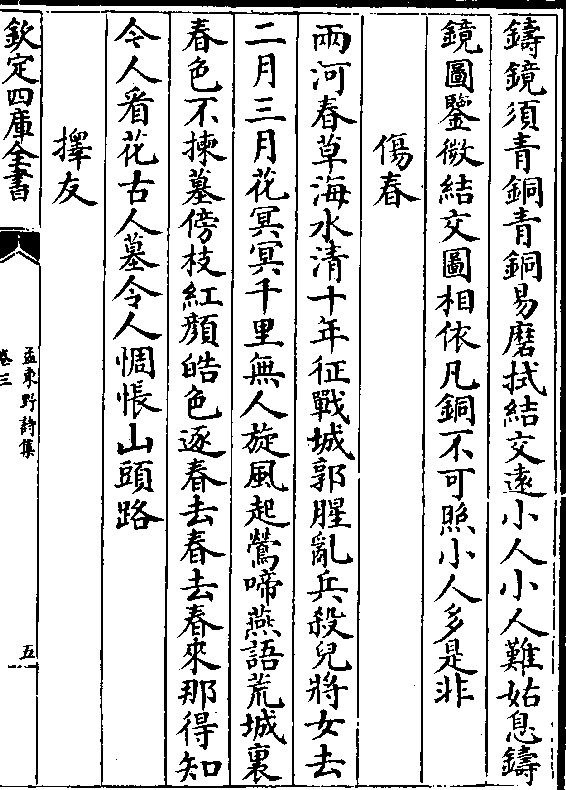 鑄鏡須青銅青銅易磨拭結交遠小人小人難姑息鑄
鏡圖鑒微結交圖相依凡銅不可照小人多是非
傷春
兩河春草海水清十年征戰城郭腥亂兵殺兒將女去
二月三月花冥冥千里無人旋風起鶯啼燕語荒城裏
春色不揀墓傍枝紅顔皓色逐春去春去春來那得知
今人看花古人墓令人惆悵山頭路
擇友
欽定四庫全書
孟東野詩集
卷三
五